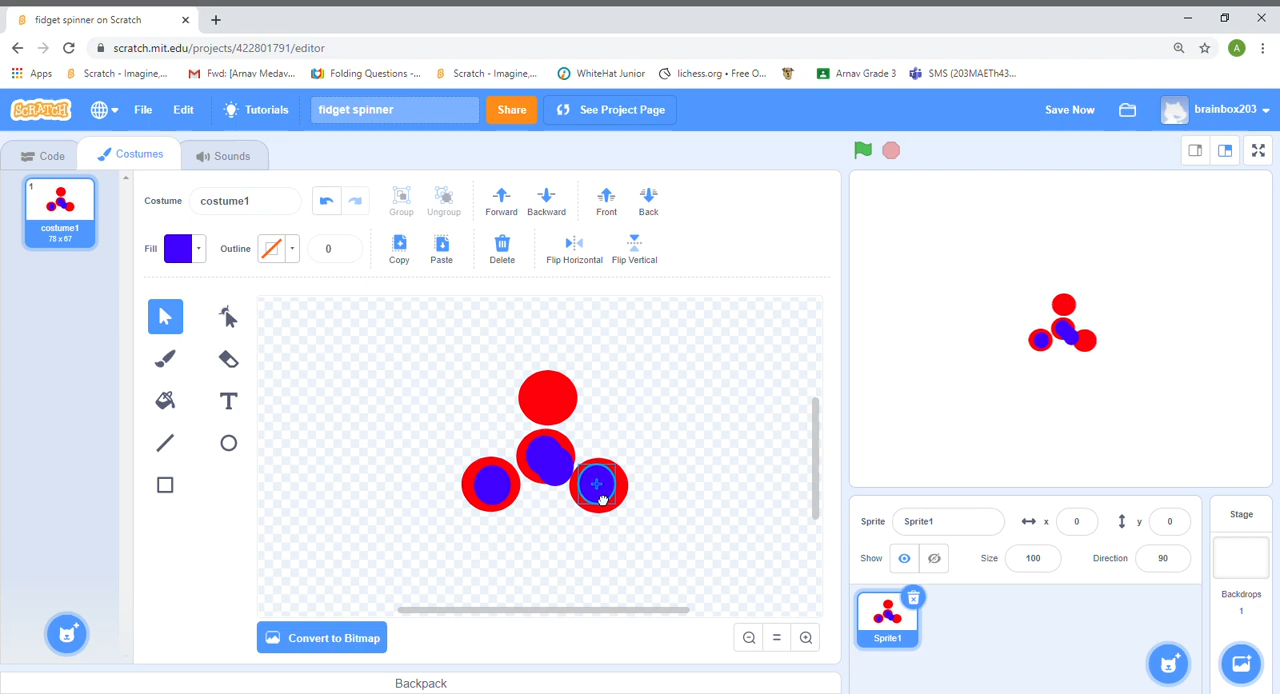 fidget spinner on Scratch
scratch.mit.edu/projects/422801791/editor
A
Apps Scratch - Imagine,... Fwd: [Arnav Medav... Folding Questions -... Scratch - Imagine,... WhiteHat Junior lichess.org • Free O... Arnav Grade 3 SMS (203MAETh43...
SCRATCH File Edit Tutorials fidget spinner Share See Project Page Save Now brainbox203
Code Costumes Sounds
1
costume1
78 x 67
Costume costume1 Group Ungroup Forward Backward Front Back
Fill Outline 0 Copy Paste Delete Flip Horizontal Flip Vertical
T
Convert to Bitmap
Backpack
Sprite Sprite1 x 0 y 0
Show Size 100 Direction 90
Sprite1
Stage
Backdrops
1